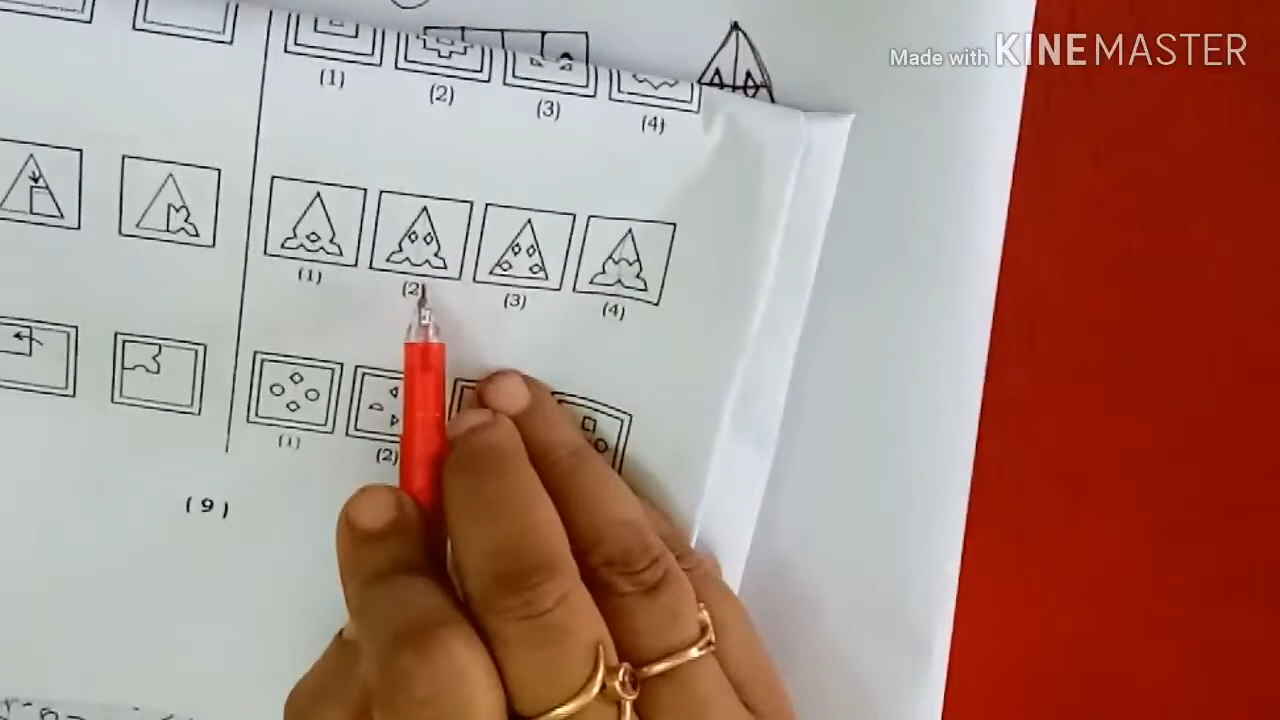 Made with KINEMASTER
(1) (2) (3) (4)
(1) (2) (3) (4)
(1) (2)
(9)